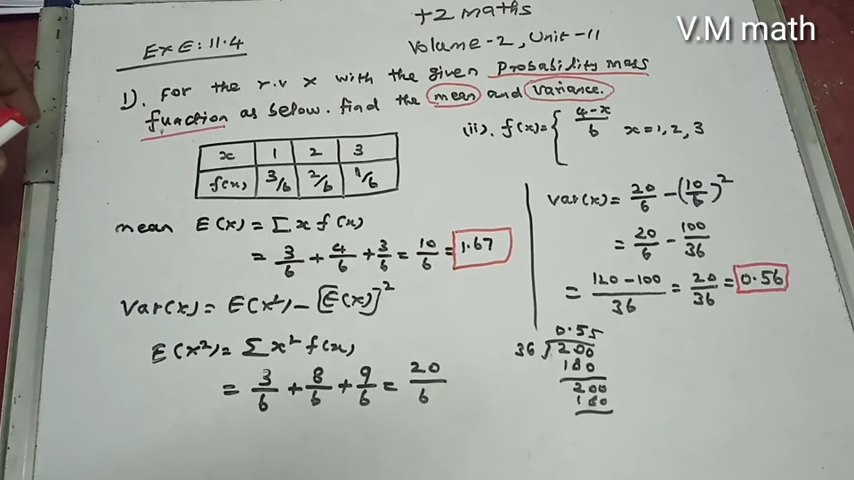 +2 maths
V.M math
Ex E: 11.4
Volume-2, Unit-11
1). For the r.v X with the given Probability mass
function as below. find the mean and variance.
(ii). f(x) = { (4-x)/6 x=1, 2, 3
x 1 2 3
f(x) 3/6 2/6 1/6
mean E(x) = Σ x f(x)
= 3/6 + 4/6 + 3/6 = 10/6 = 1.67
Var(x) = E(x²) - [E(x)]²
E(x²) = Σ x² f(x)
= 3/6 + 8/6 + 9/6 = 20/6
Var(x) = 20/6 - (10/6)²
= 20/6 - 100/36
= (120-100)/36 = 20/36 = 0.56
0.55
36 200
180
200
180